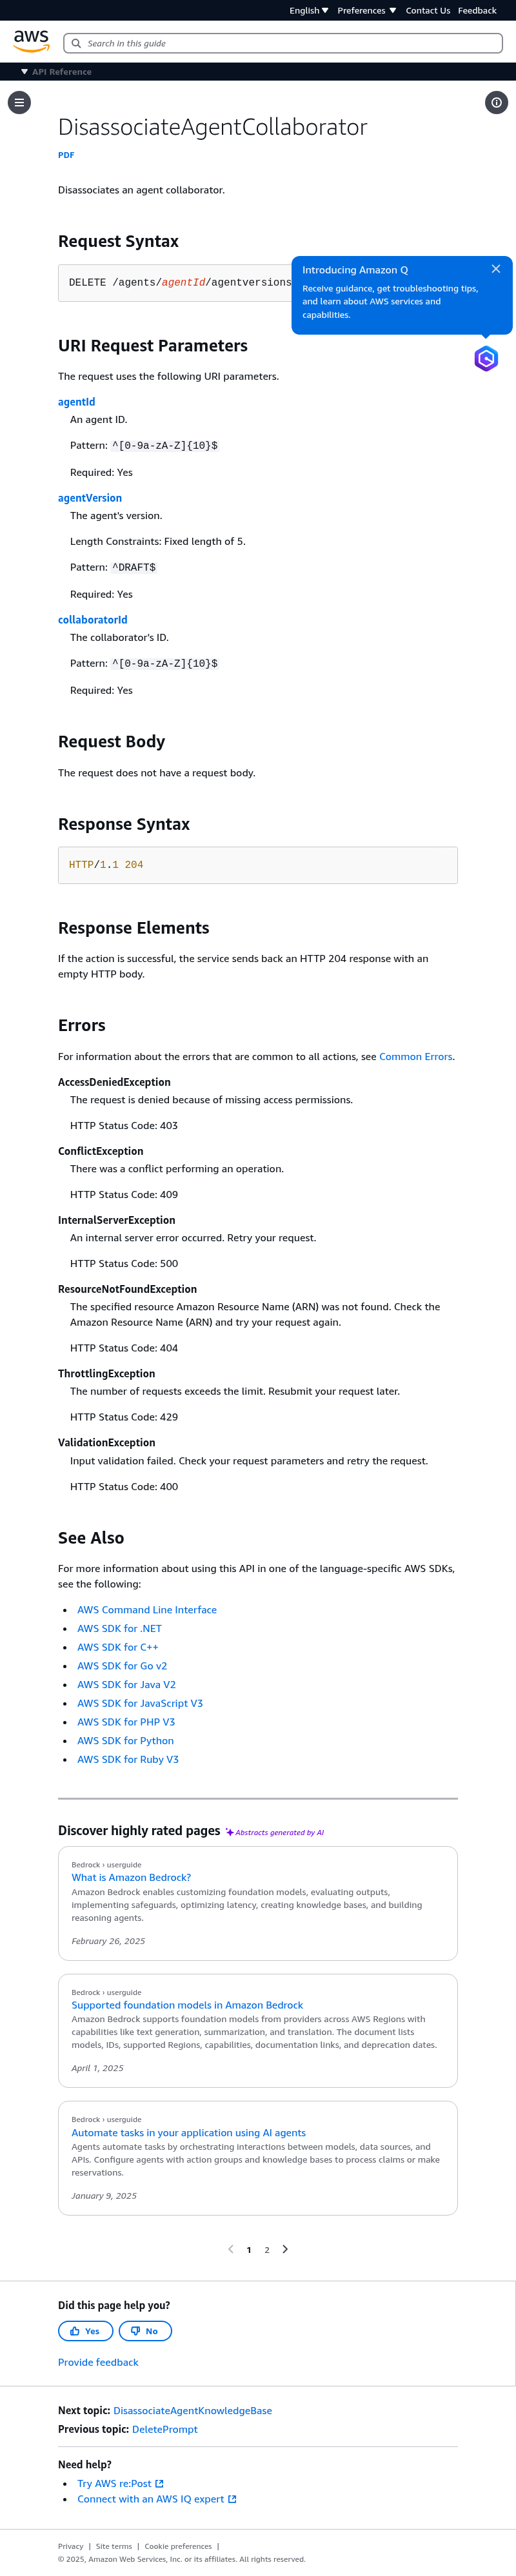 English Preferences Contact Us Feedback
aws
Search in this guide
API Reference
DisassociateAgentCollaborator
PDF
Disassociates an agent collaborator.
Request Syntax
DELETE /agents/agentId/agentversions
Introducing Amazon Q
Receive guidance, get troubleshooting tips,
and learn about AWS services and
capabilities.
URI Request Parameters
The request uses the following URI parameters.
agentId
An agent ID.
Pattern: ^[0-9a-zA-Z]{10}$
Required: Yes
agentVersion
The agent's version.
Length Constraints: Fixed length of 5.
Pattern: ^DRAFT$
Required: Yes
collaboratorId
The collaborator's ID.
Pattern: ^[0-9a-zA-Z]{10}$
Required: Yes
Request Body
The request does not have a request body.
Response Syntax
HTTP/1.1 204
Response Elements
If the action is successful, the service sends back an HTTP 204 response with an
empty HTTP body.
Errors
For information about the errors that are common to all actions, see Common Errors.
AccessDeniedException
The request is denied because of missing access permissions.
HTTP Status Code: 403
ConflictException
There was a conflict performing an operation.
HTTP Status Code: 409
InternalServerException
An internal server error occurred. Retry your request.
HTTP Status Code: 500
ResourceNotFoundException
The specified resource Amazon Resource Name (ARN) was not found. Check the
Amazon Resource Name (ARN) and try your request again.
HTTP Status Code: 404
ThrottlingException
The number of requests exceeds the limit. Resubmit your request later.
HTTP Status Code: 429
ValidationException
Input validation failed. Check your request parameters and retry the request.
HTTP Status Code: 400
See Also
For more information about using this API in one of the language-specific AWS SDKs,
see the following:
• AWS Command Line Interface
• AWS SDK for .NET
• AWS SDK for C++
• AWS SDK for Go v2
• AWS SDK for Java V2
• AWS SDK for JavaScript V3
• AWS SDK for PHP V3
• AWS SDK for Python
• AWS SDK for Ruby V3
Discover highly rated pages Abstracts generated by AI
Bedrock › userguide
What is Amazon Bedrock?
Amazon Bedrock enables customizing foundation models, evaluating outputs,
implementing safeguards, optimizing latency, creating knowledge bases, and building
reasoning agents.
February 26, 2025
Bedrock › userguide
Supported foundation models in Amazon Bedrock
Amazon Bedrock supports foundation models from providers across AWS Regions with
capabilities like text generation, summarization, and translation. The document lists
models, IDs, supported Regions, capabilities, documentation links, and deprecation dates.
April 1, 2025
Bedrock › userguide
Automate tasks in your application using AI agents
Agents automate tasks by orchestrating interactions between models, data sources, and
APIs. Configure agents with action groups and knowledge bases to process claims or make
reservations.
January 9, 2025
1 2
Did this page help you?
Yes No
Provide feedback
Next topic: DisassociateAgentKnowledgeBase
Previous topic: DeletePrompt
Need help?
• Try AWS re:Post
• Connect with an AWS IQ expert
Privacy | Site terms | Cookie preferences |
© 2025, Amazon Web Services, Inc. or its affiliates. All rights reserved.